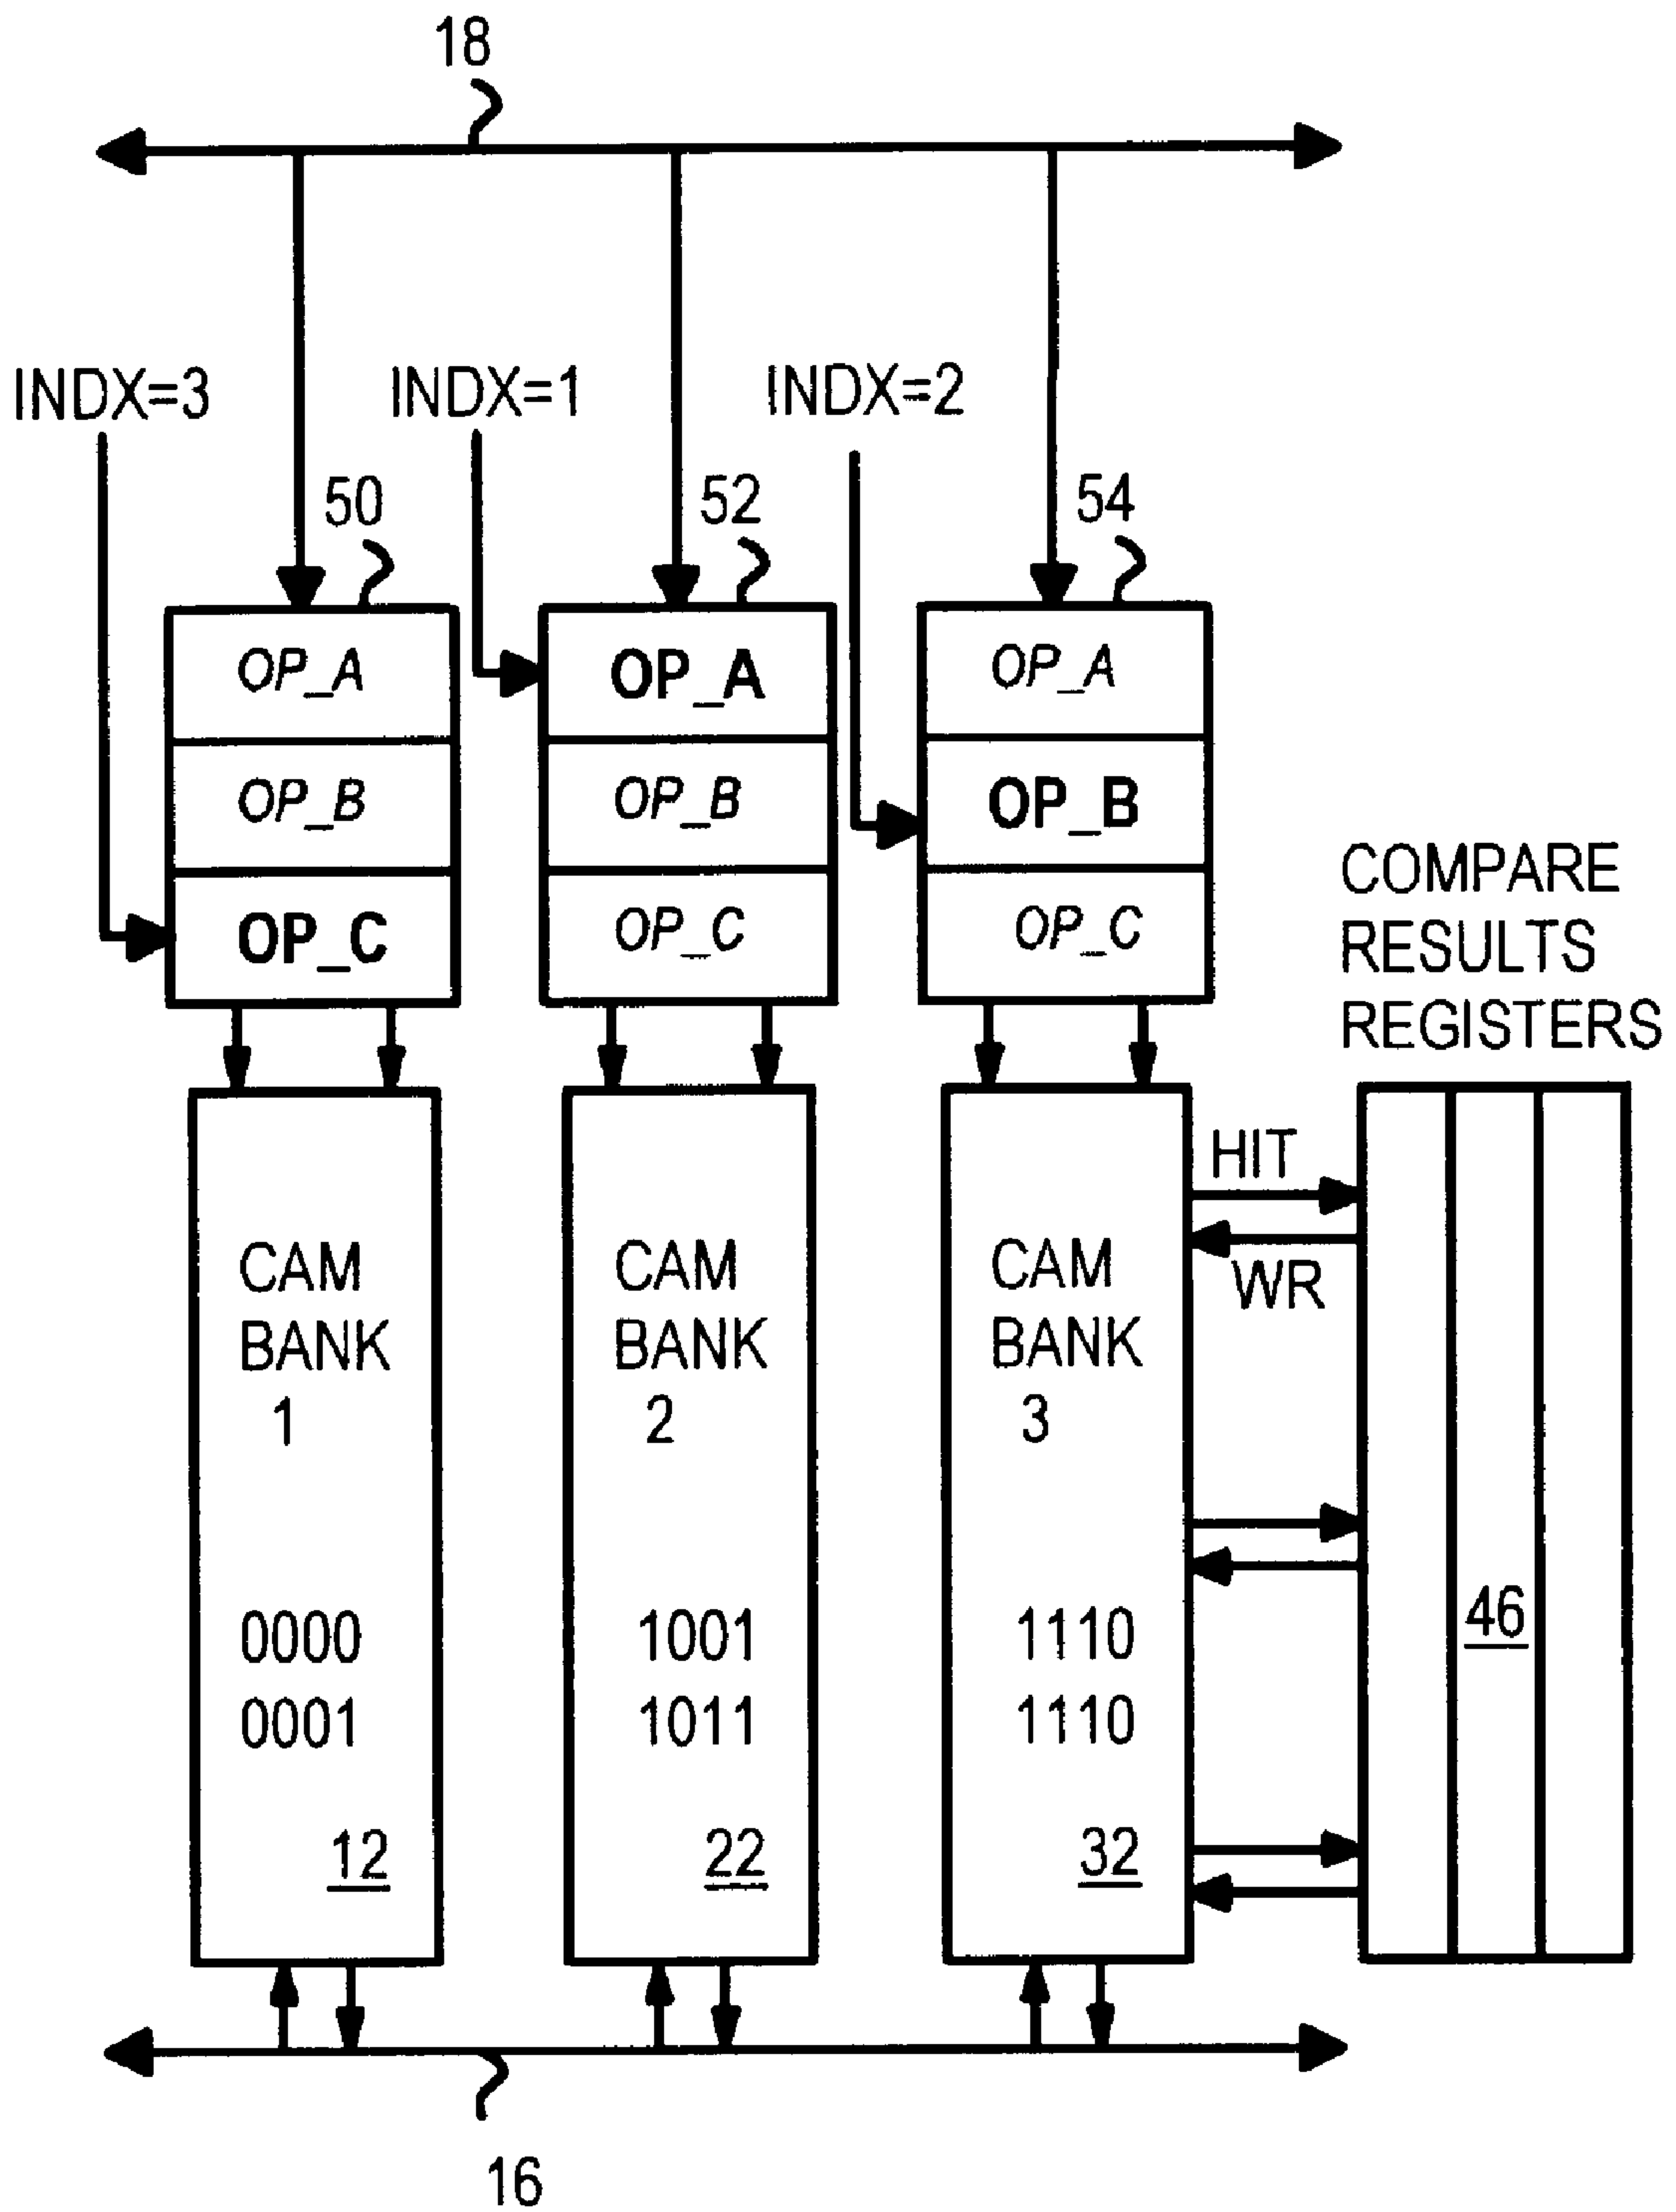 18
INDX=3
INDX=1
INDX=2
50
52
54
OP_A
OP_B
OP_C
OP_A
OP_B
OP_C
OP_A
OP_B
OP_C
COMPARE
RESULTS
REGISTERS
CAM
BANK
1
0000
0001
12
CAM
BANK
2
1001
1011
22
CAM
BANK
3
1110
1110
32
HIT
WR
46
16